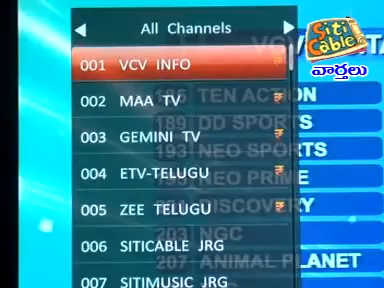 All Channels
001 VCV INFO
002 MAA TV
003 GEMINI TV
004 ETV-TELUGU
005 ZEE TELUGU
006 SITICABLE JRG
007 SITIMUSIC JRG
Siti
Cable
వార్తలు
VCV
185 TEN ACTION
189 DD SPORTS
193 NEO SPORTS
NEO PRIME
DISCOVERY
203 NGC
207 ANIMAL PLANET